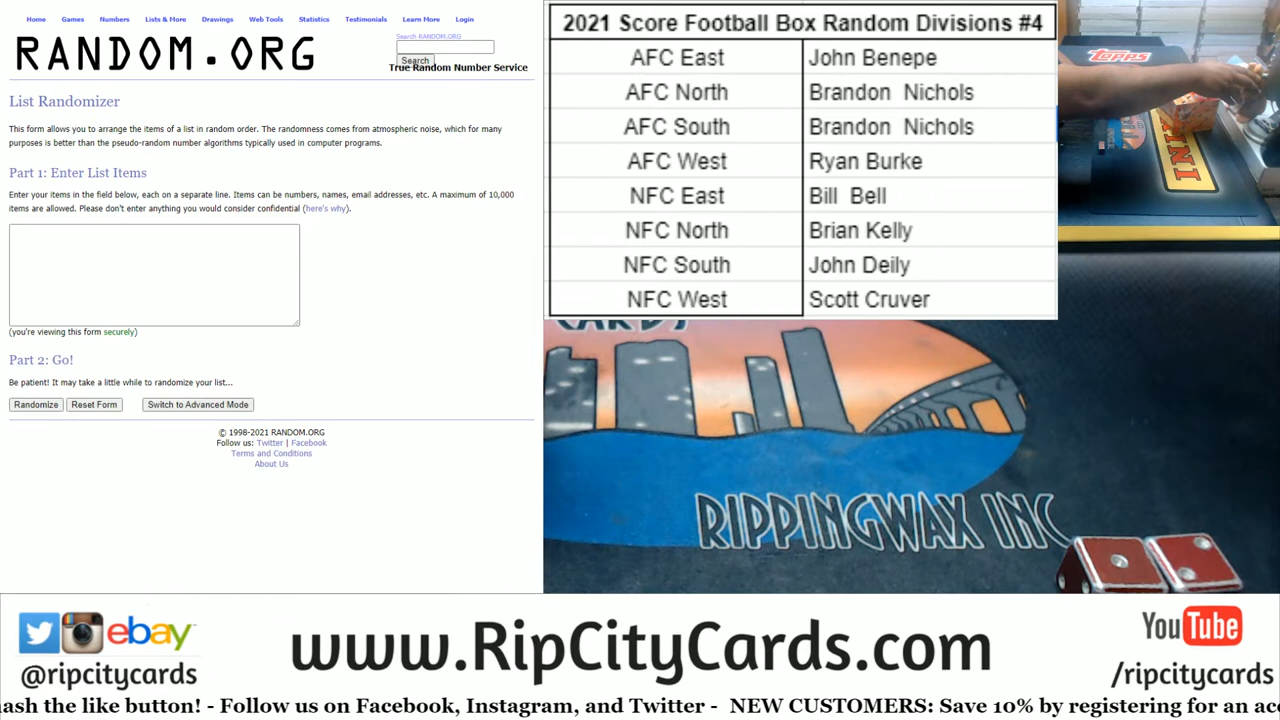 Home Games Numbers Lists & More Drawings Web Tools Statistics Testimonials Learn More Login
RANDOM.ORG
Search RANDOM.ORG
Search
True Random Number Service
List Randomizer
This form allows you to arrange the items of a list in random order. The randomness comes from atmospheric noise, which for many
purposes is better than the pseudo-random number algorithms typically used in computer programs.
Part 1: Enter List Items
Enter your items in the field below, each on a separate line. Items can be numbers, names, email addresses, etc. A maximum of 10,000
items are allowed. Please don't enter anything you would consider confidential (here's why).
(you're viewing this form securely)
Part 2: Go!
Be patient! It may take a little while to randomize your list...
Randomize Reset Form Switch to Advanced Mode
© 1998-2021 RANDOM.ORG
Follow us: Twitter | Facebook
Terms and Conditions
About Us
2021 Score Football Box Random Divisions #4
AFC East John Benepe
AFC North Brandon Nichols
AFC South Brandon Nichols
AFC West Ryan Burke
NFC East Bill Bell
NFC North Brian Kelly
NFC South John Deily
NFC West Scott Cruver
TOPPS
CARDS
RIPPINGWAX INC
ebay
@ripcitycards
www.RipCityCards.com
YouTube
/ripcitycards
mash the like button! - Follow us on Facebook, Instagram, and Twitter - NEW CUSTOMERS: Save 10% by registering for an acc